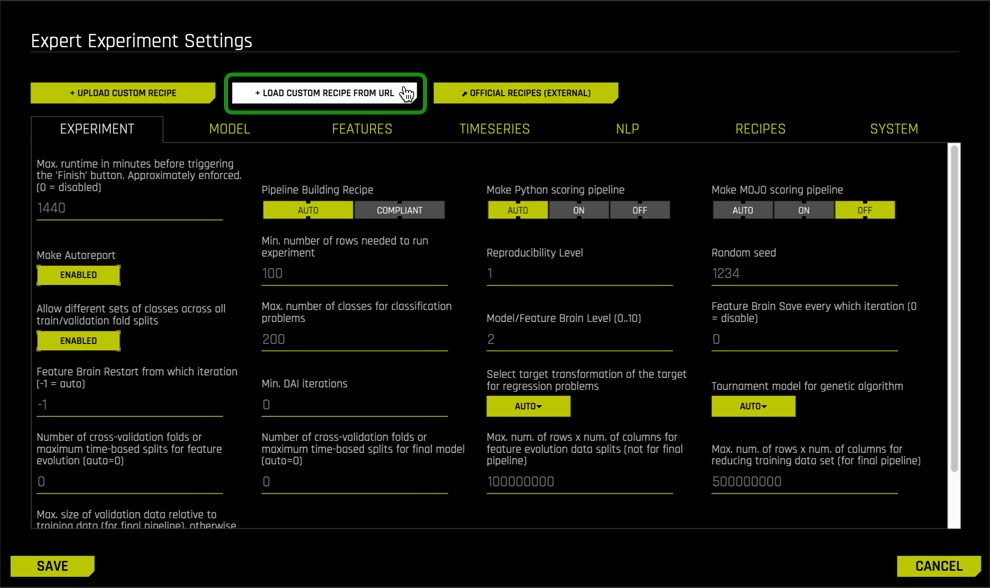 Expert Experiment Settings
+ UPLOAD CUSTOM RECIPE
+ LOAD CUSTOM RECIPE FROM URL
OFFICIAL RECIPES (EXTERNAL)
EXPERIMENT
MODEL
FEATURES
TIMESERIES
NLP
RECIPES
SYSTEM
Max. runtime in minutes before triggering
the 'Finish' button. Approximately enforced.
(0 = disabled)
1440
Pipeline Building Recipe
AUTO
COMPLIANT
Make Python scoring pipeline
AUTO
ON
OFF
Make MOJO scoring pipeline
AUTO
ON
OFF
Make Autoreport
ENABLED
Min. number of rows needed to run
experiment
100
Reproducibility Level
1
Random seed
1234
Allow different sets of classes across all
train/validation fold splits
ENABLED
Max. number of classes for classification
problems
200
Model/Feature Brain Level (0..10)
2
Feature Brain Save every which iteration (0
= disable)
0
Feature Brain Restart from which iteration
(-1 = auto)
-1
Min. DAI iterations
0
Select target transformation of the target
for regression problems
AUTO
Tournament model for genetic algorithm
AUTO
Number of cross-validation folds or
maximum time-based splits for feature
evolution (auto=0)
0
Number of cross-validation folds or
maximum time-based splits for final model
(auto=0)
0
Max. num. of rows x num. of columns for
feature evolution data splits (not for final
pipeline)
100000000
Max. num. of rows x num. of columns for
reducing training data set (for final pipeline)
500000000
Max. size of validation data relative to
training data (for final pipeline), otherwise
SAVE
CANCEL